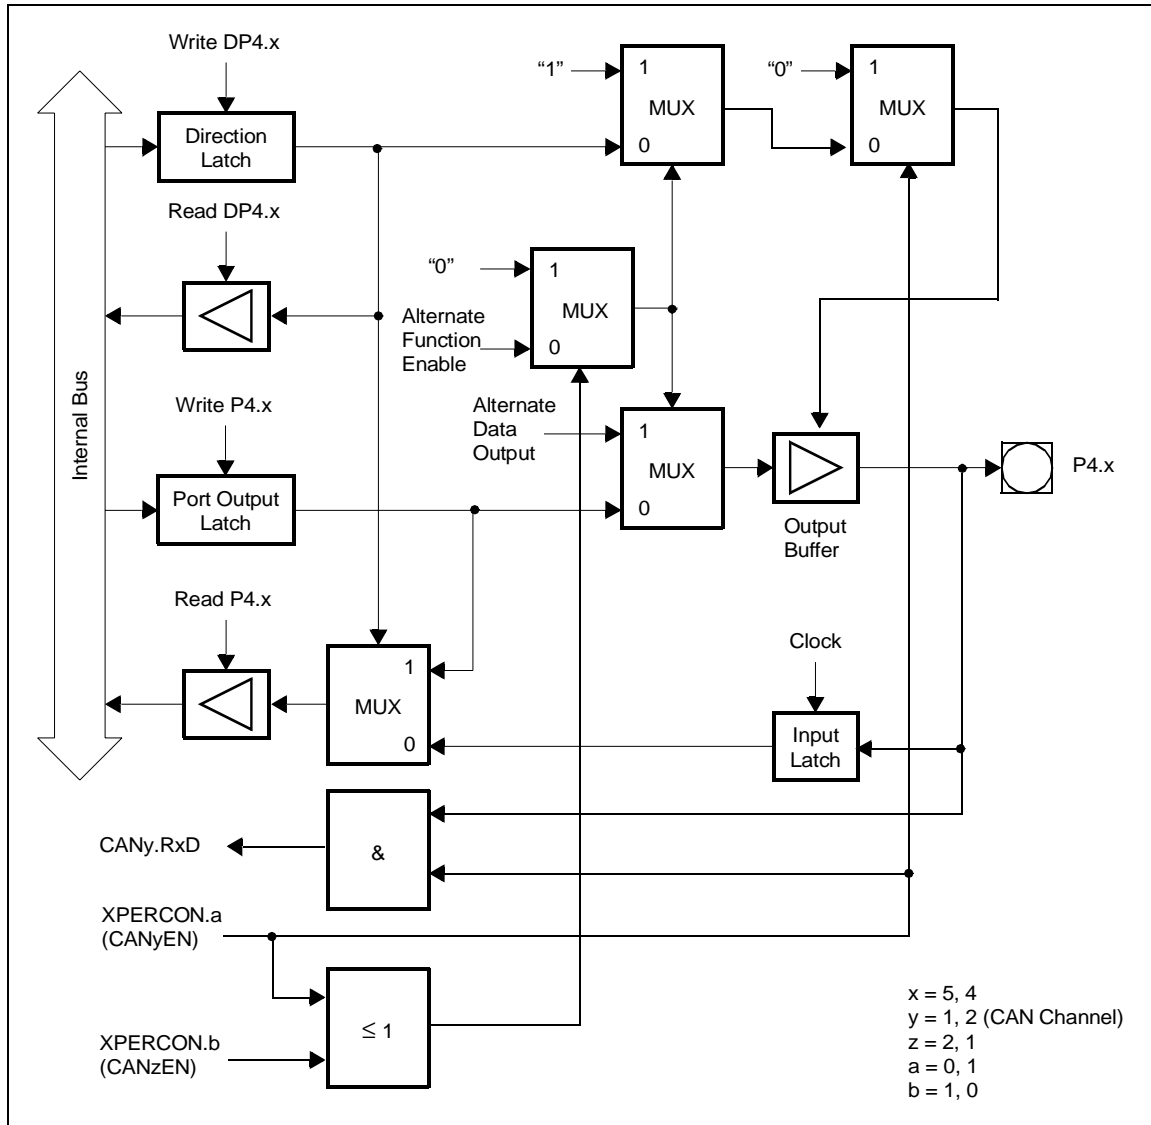 Write DP4.x
“1”
1
MUX
0
“0”
1
MUX
0
Direction
Latch
Read DP4.x
“0”
1
MUX
0
Alternate
Function
Enable
Internal Bus
Write P4.x
Alternate
Data
Output
1
MUX
0
P4.x
Port Output
Latch
Output
Buffer
Read P4.x
Clock
1
MUX
0
Input
Latch
CANy.RxD
&
XPERCON.a
(CANyEN)
≤ 1
XPERCON.b
(CANzEN)
x = 5, 4
y = 1, 2 (CAN Channel)
z = 2, 1
a = 0, 1
b = 1, 0